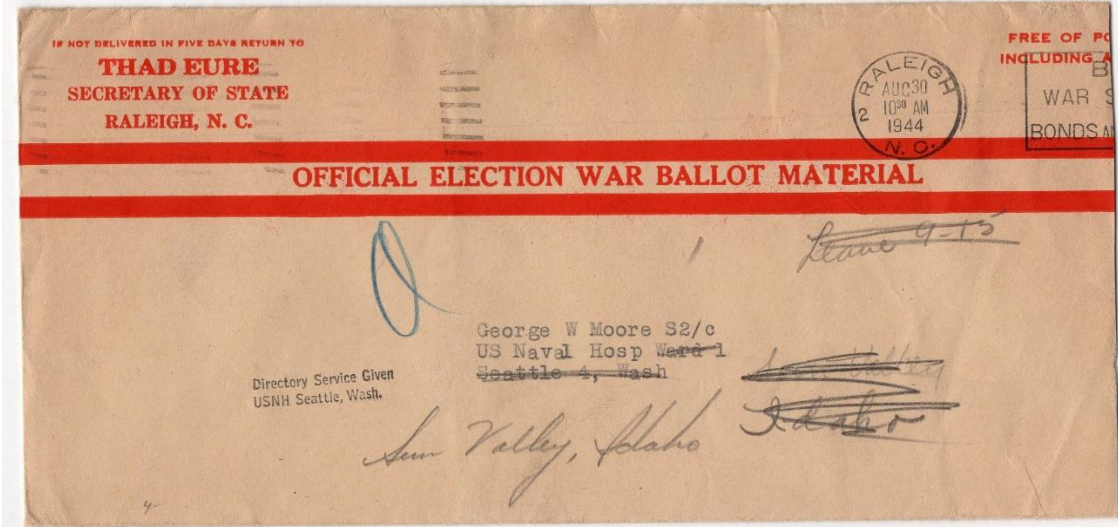 IF NOT DELIVERED IN FIVE DAYS RETURN TO
THAD EURE
SECRETARY OF STATE
RALEIGH, N. C.
RALEIGH
2
AUG 30
10³⁰ AM
1944
N. C.
FREE OF PO
INCLUDING A
B
WAR S
BONDS A
OFFICIAL ELECTION WAR BALLOT MATERIAL
Leave 9-15
George W Moore S2/c
US Naval Hosp Ward 1
Seattle 4, Wash
Directory Service Given
USNH Seattle, Wash.
Valley
Idaho
Sun Valley, Idaho